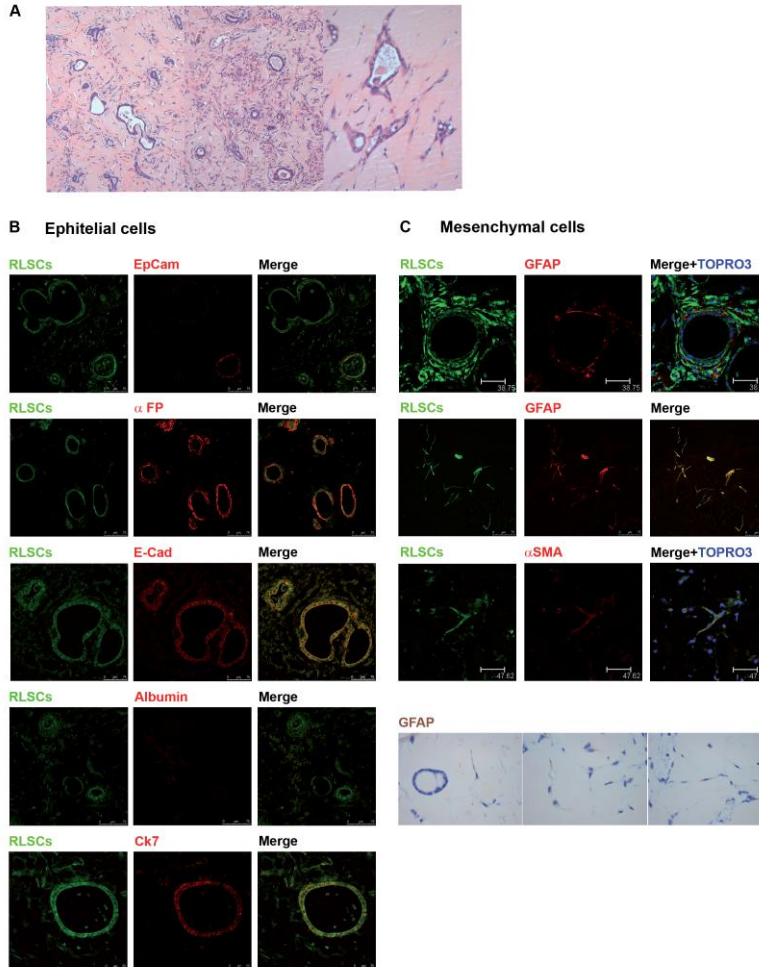 A
B Ephitelial cells
C Mesenchymal cells
RLSCs EpCam Merge
RLSCs GFAP Merge+TOPRO3
38.75 38.75 38
RLSCs α FP Merge
RLSCs GFAP Merge
RLSCs E-Cad Merge
RLSCs αSMA Merge+TOPRO3
47.62 47.62 47
RLSCs Albumin Merge
GFAP
RLSCs Ck7 Merge